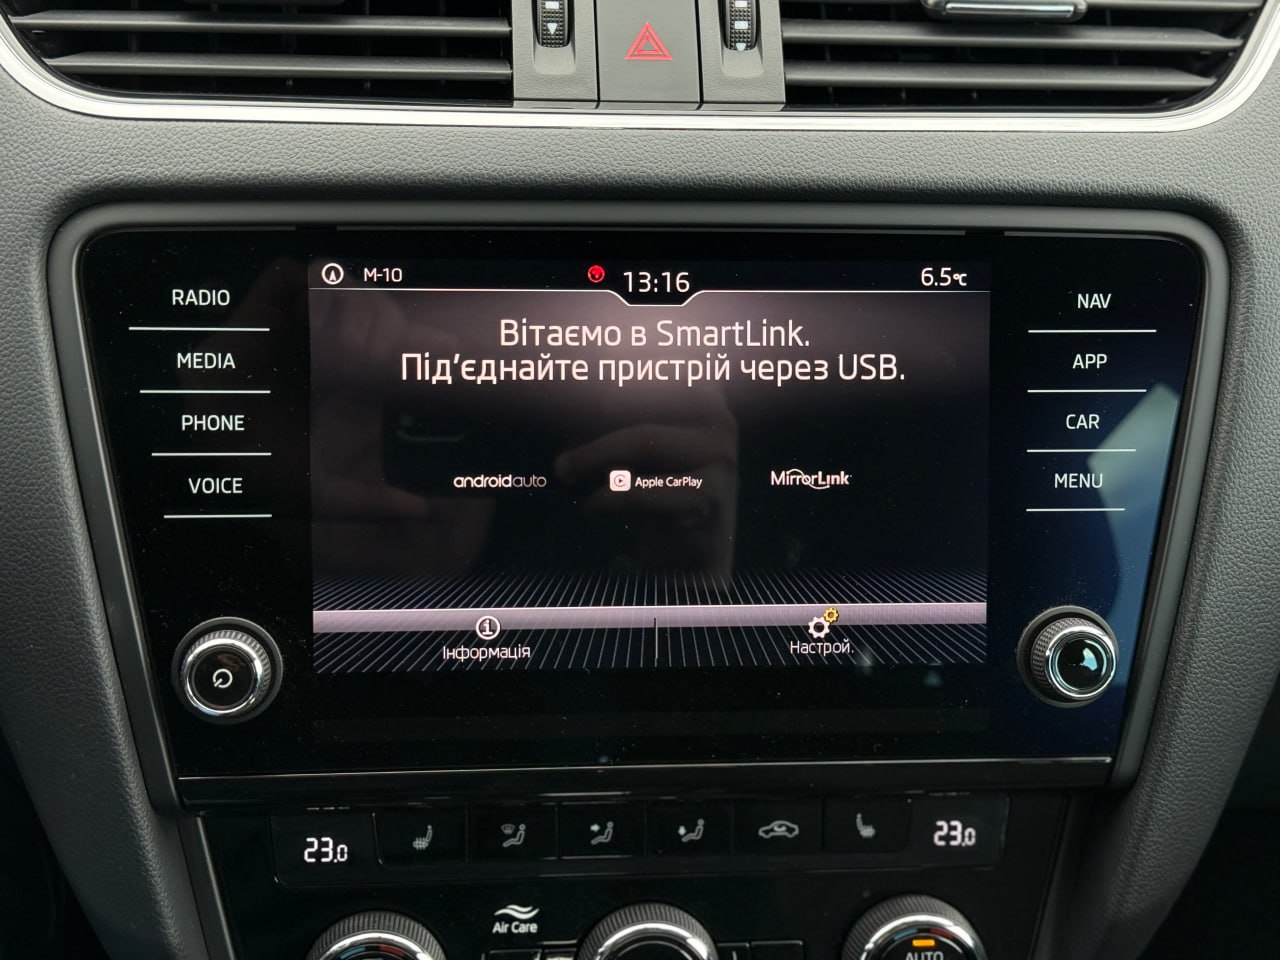 M-10
13:16
6.5°C
RADIO
MEDIA
PHONE
VOICE
Вітаємо в SmartLink.
Під’єднайте пристрій через USB.
androidauto
Apple CarPlay
MirrorLink
Інформація
Настрой.
NAV
APP
CAR
MENU
23.0
23.0
Air Care
AUTO